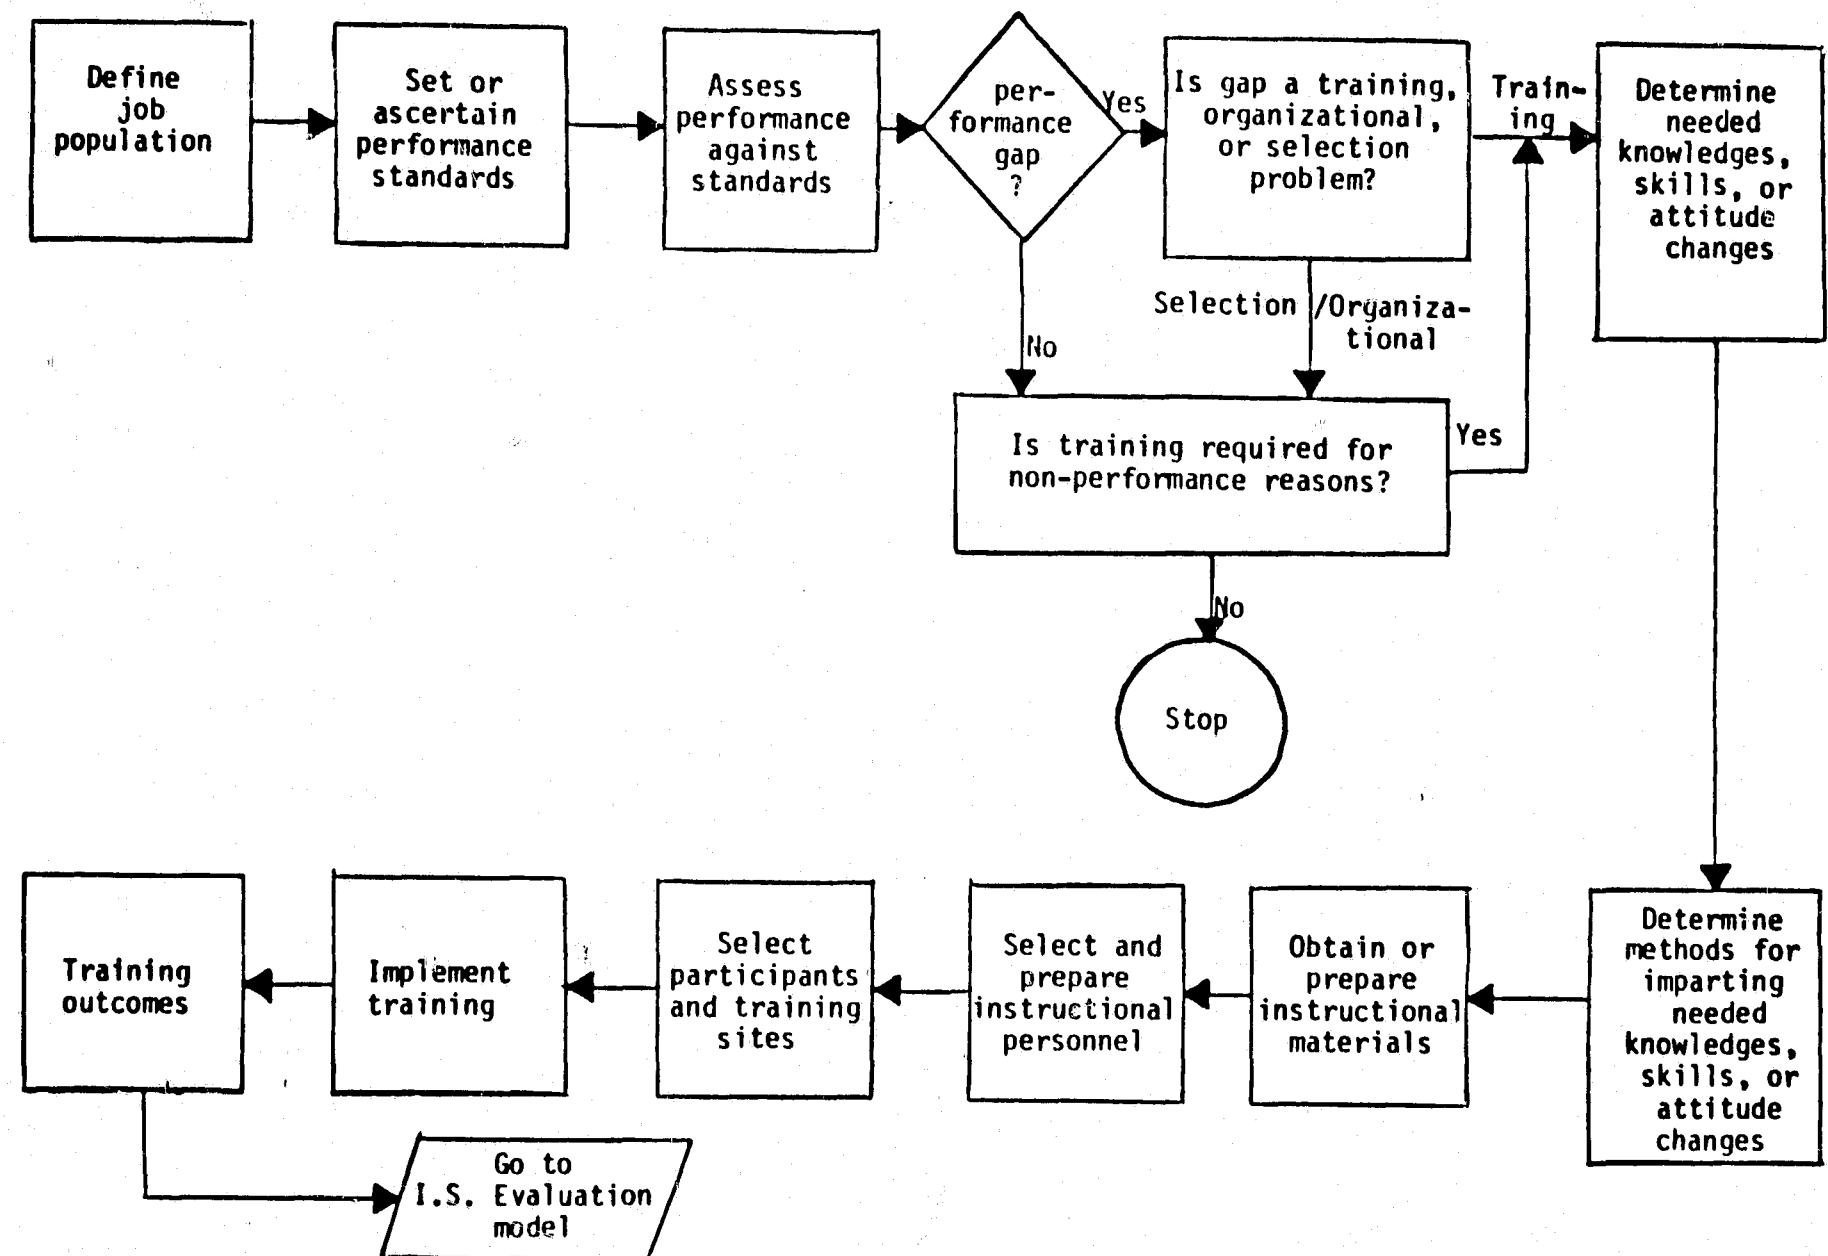 Define
job
population
Set or
ascertain
performance
standards
Assess
performance
against
standards
per-
formance
gap
?
Yes
Is gap a training,
organizational,
or selection
problem?
Train-
ing
Determine
needed
knowledges,
skills, or
attitude
changes
No
Selection /Organiza-
tional
Is training required for
non-performance reasons?
Yes
No
Stop
Determine
methods for
imparting
needed
knowledges,
skills, or
attitude
changes
Obtain or
prepare
instructional
materials
Select and
prepare
instructional
personnel
Select
participants
and training
sites
Implement
training
Training
outcomes
Go to
I.S. Evaluation
model